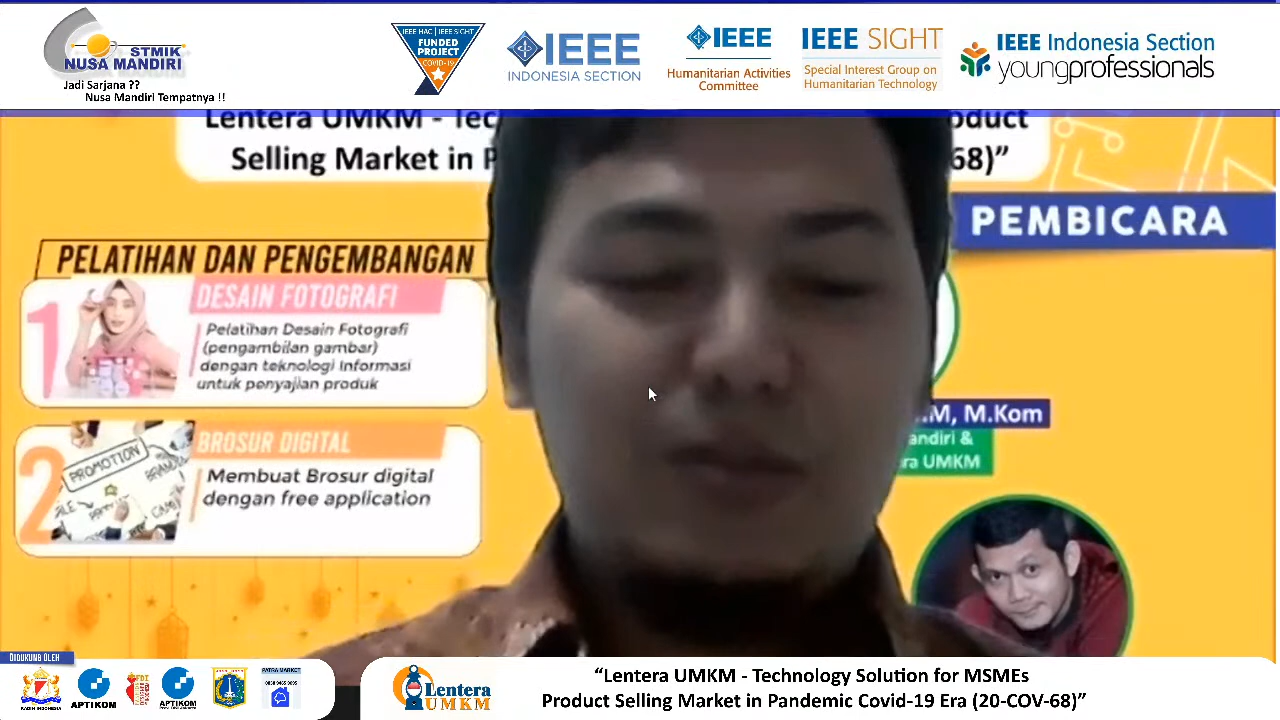 STMIK
NUSA MANDIRI
Jadi Sarjana ??
Nusa Mandiri Tempatnya !!
IEEE HAC | IEEE SIGHT
FUNDED
PROJECT
COVID-19
IEEE
INDONESIA SECTION
IEEE
Humanitarian Activities
Committee
IEEE SIGHT
Special Interest Group on
Humanitarian Technology
IEEE Indonesia Section
youngprofessionals
Lentera UMKM - Tec
oduct
Selling Market in P
68)”
PEMBICARA
PELATIHAN DAN PENGEMBANGAN
1
DESAIN FOTOGRAFI
Pelatihan Desain Fotografi
(pengambilan gambar)
dengan teknologi Informasi
untuk penyajian produk
.M, M.Kom
andiri &
ra UMKM
2
PROMOTION
BROSUR DIGITAL
Membuat Brosur digital
dengan free application
DIDUKUNG OLEH
KADIN INDONESIA
APTIKOM
APTIKOM
PATRA MARKET
Lentera
UMKM
“Lentera UMKM - Technology Solution for MSMEs
Product Selling Market in Pandemic Covid-19 Era (20-COV-68)”